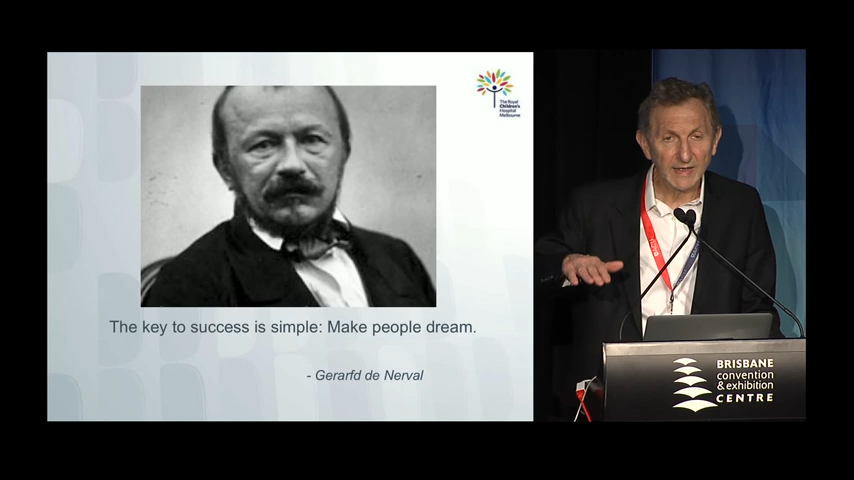 The Royal
Children's
Hospital
Melbourne
The key to success is simple: Make people dream.
- Gerarfd de Nerval
BRISBANE
convention
& exhibition
CENTRE